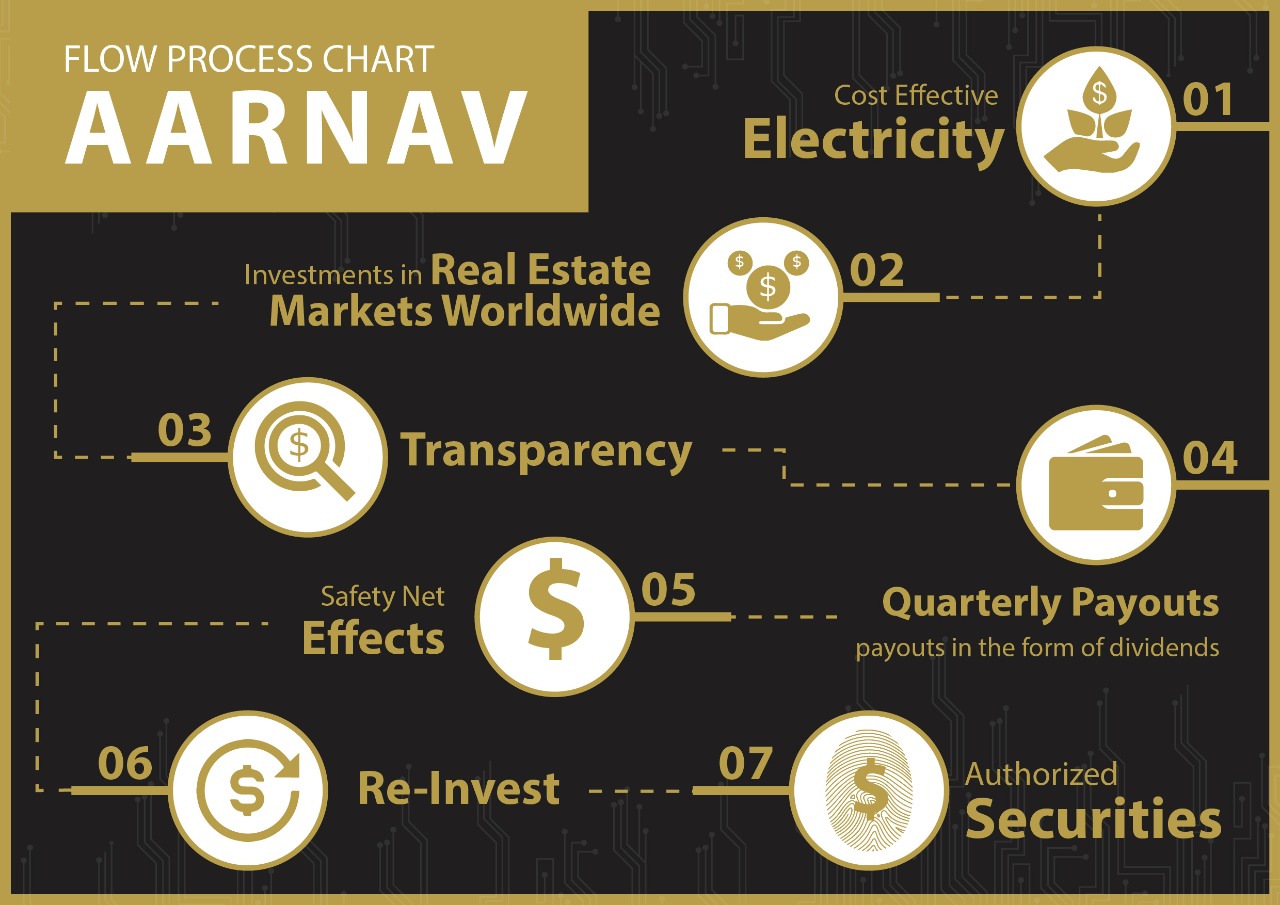 FLOW PROCESS CHART
AARNAV
01
Cost Effective
Electricity
$
02
Investments in Real Estate
Markets Worldwide
$ $ $
03
$
Transparency
04
Quarterly Payouts
payouts in the form of dividends
05
$
Safety Net
Effects
06
$
Re-Invest
07
$
Authorized
Securities